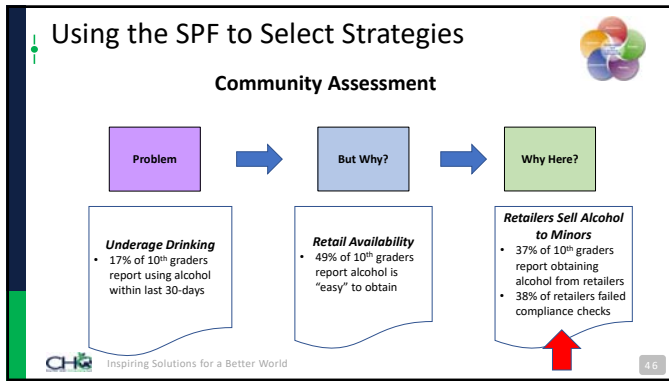 Using the SPF to Select Strategies
Community Assessment
Problem
But Why?
Why Here?
Underage Drinking
• 17% of 10th graders
report using alcohol
within last 30-days
Retail Availability
• 49% of 10th graders
report alcohol is
“easy” to obtain
Retailers Sell Alcohol
to Minors
• 37% of 10th graders
report obtaining
alcohol from retailers
• 38% of retailers failed
compliance checks
Inspiring Solutions for a Better World
46